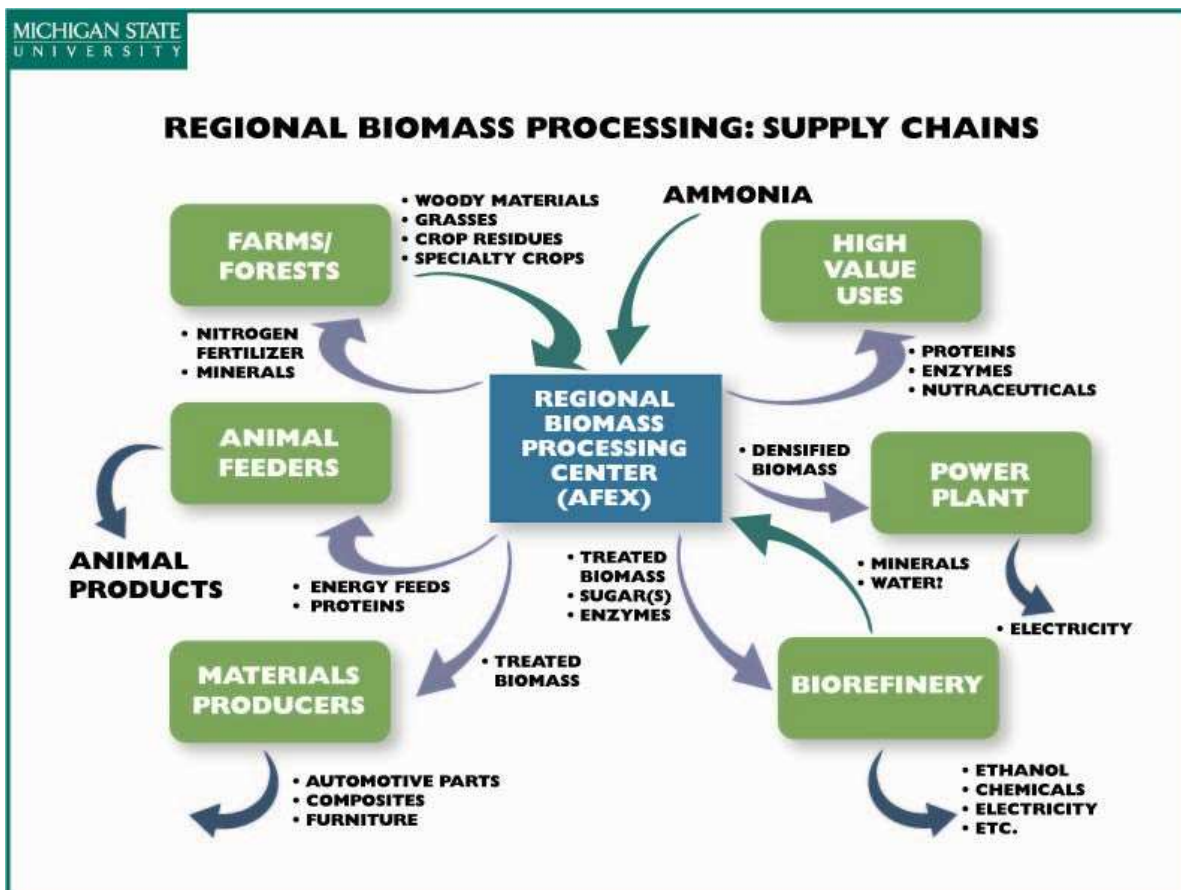 MICHIGAN STATE
UNIVERSITY
REGIONAL BIOMASS PROCESSING: SUPPLY CHAINS
FARMS/
FORESTS
• WOODY MATERIALS
• GRASSES
• CROP RESIDUES
• SPECIALTY CROPS
AMMONIA
HIGH
VALUE
USES
• NITROGEN
FERTILIZER
• MINERALS
REGIONAL
BIOMASS
PROCESSING
CENTER
(AFEX)
• PROTEINS
• ENZYMES
• NUTRACEUTICALS
ANIMAL
FEEDERS
• DENSIFIED
BIOMASS
POWER
PLANT
ANIMAL
PRODUCTS
• ENERGY FEEDS
• PROTEINS
• TREATED
BIOMASS
• SUGAR(S)
• ENZYMES
• MINERALS
• WATER?
• ELECTRICITY
MATERIALS
PRODUCERS
• TREATED
BIOMASS
BIOREFINERY
• AUTOMOTIVE PARTS
• COMPOSITES
• FURNITURE
• ETHANOL
• CHEMICALS
• ELECTRICITY
• ETC.